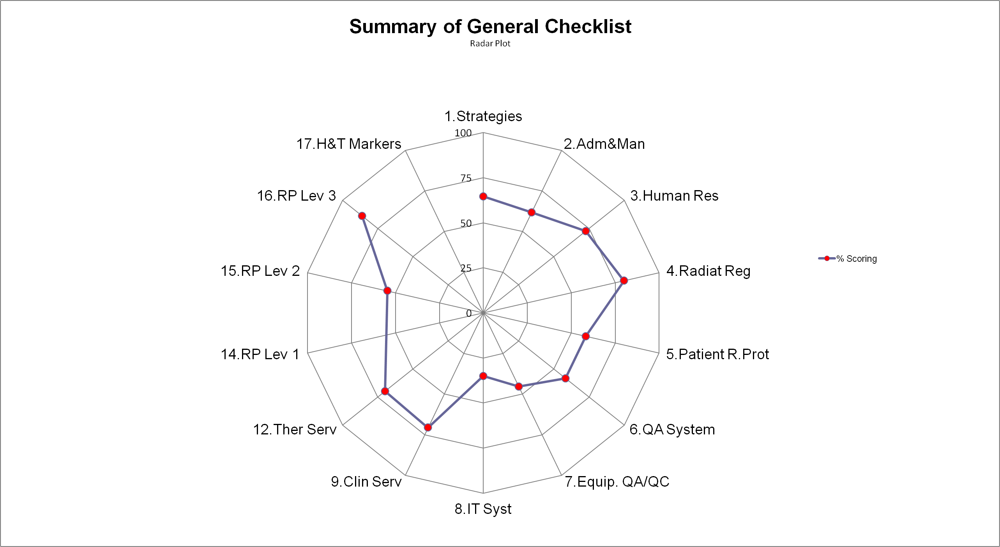 Summary of General Checklist
Radar Plot
1.Strategies
100
17.H&T Markers
2.Adm&Man
75
16.RP Lev 3
3.Human Res
50
% Scoring
25
15.RP Lev 2
4.Radiat Reg
0
14.RP Lev 1
5.Patient R.Prot
12.Ther Serv
6.QA System
9.Clin Serv
7.Equip. QA/QC
8.IT Syst